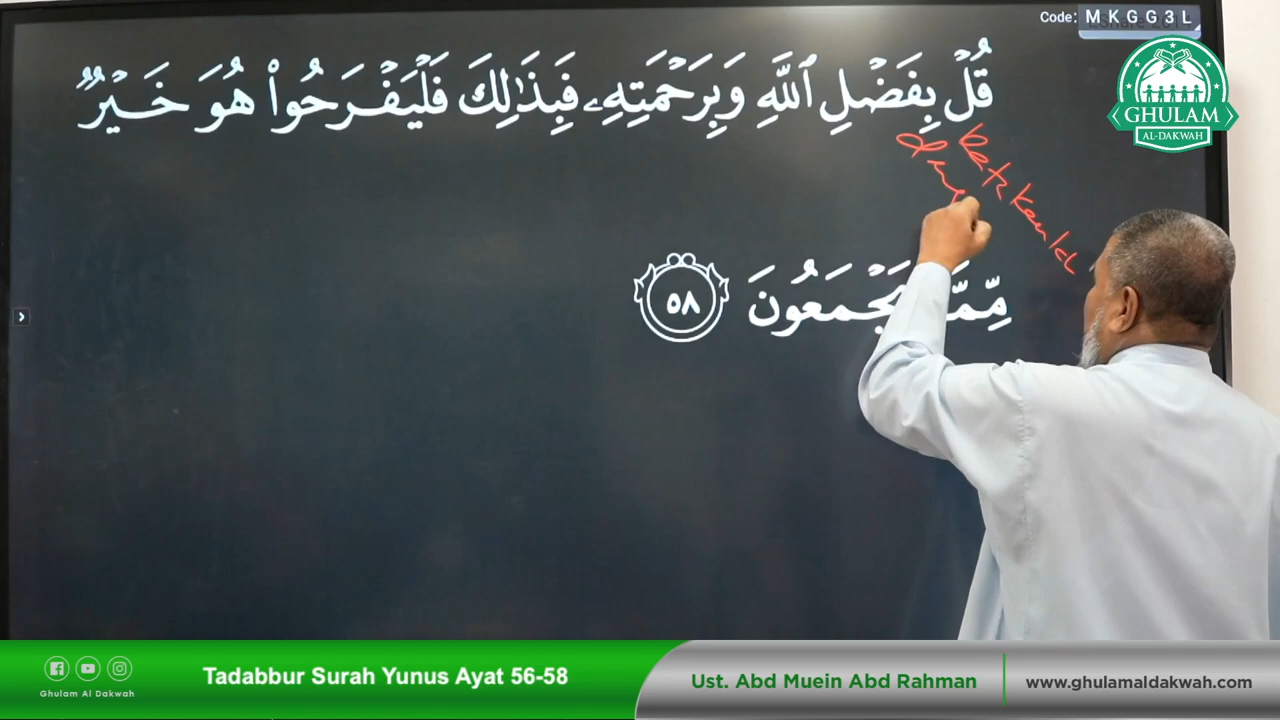 Code: MKGG3L
قُلْ بِفَضْلِ ٱللَّهِ وَبِرَحْمَتِهِۦ فَبِذَٰلِكَ فَلْيَفْرَحُوا۟ هُوَ خَيْرٌ
GHULAM
AL-DAKWAH
مِّمَّا يَجْمَعُونَ ٥٨
Ghulam Al Dakwah
Tadabbur Surah Yunus Ayat 56-58
Ust. Abd Muein Abd Rahman
www.ghulamaldakwah.com